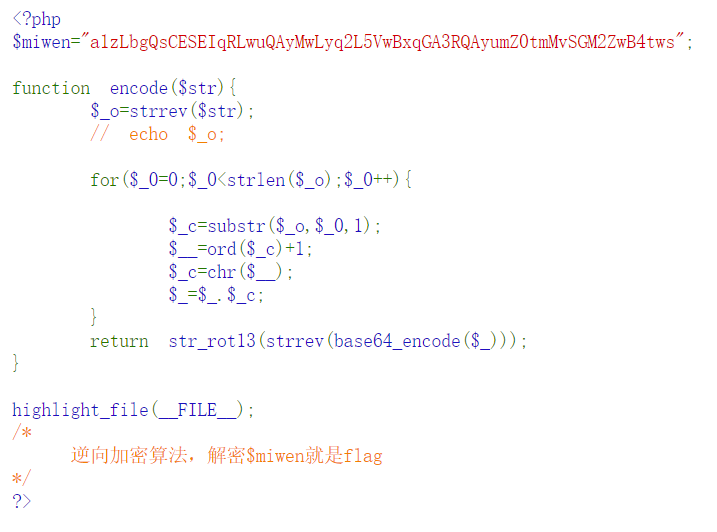 <?php
$miwen="a1zLbgQsCESEIqRLwuQAyMwLyq2L5VwBxqGA3RQAyumZ0tmMvSGM2ZwB4tws";
function encode($str){
$_o=strrev($str);
// echo $_o;
for($_0=0;$_0<strlen($_o);$_0++){
$_c=substr($_o,$_0,1);
$__=ord($_c)+1;
$_c=chr($__);
$_=$_.$_c;
}
return str_rot13(strrev(base64_encode($_)));
}
highlight_file(__FILE__);
/*
逆向加密算法，解密$miwen就是flag
*/
?>